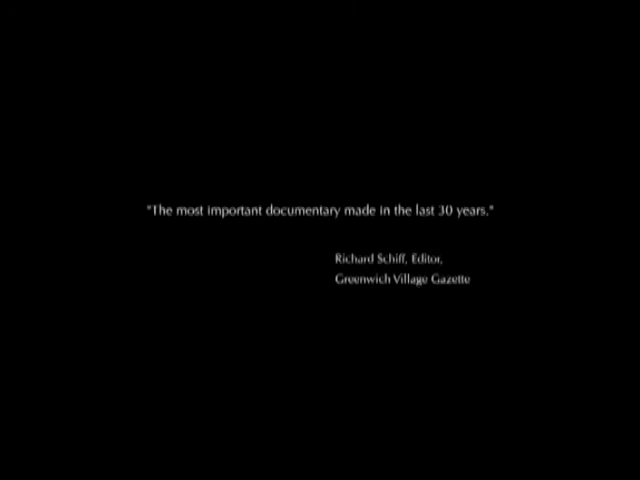 "The most important documentary made in the last 30 years."
Richard Schiff, Editor,
Greenwich Village Gazette